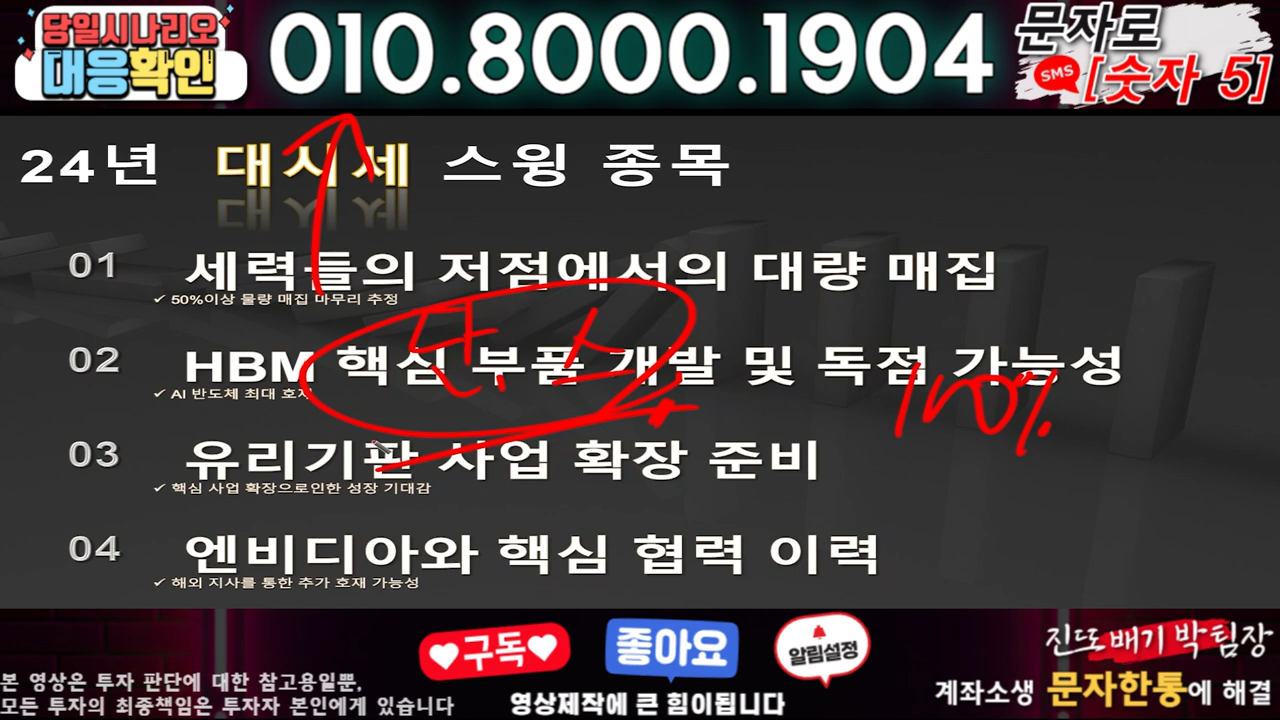 당일시나리오
대응확인
010.8000.1904
문자로
SMS
[숫자 5]
24년 대시세 스윙 종목
01 세력들의 저점에서의 대량 매집
✓ 50%이상 물량 매집 마무리 추정
02 HBM 핵심 부품 개발 및 독점 가능성
✓ AI 반도체 최대 호재
100%
03 유리기판 사업 확장 준비
✓ 핵심 사업 확장으로인한 성장 기대감
04 엔비디아와 핵심 협력 이력
✓ 해외 지사를 통한 추가 호재 가능성
구독
좋아요
알림설정
영상제작에 큰 힘이됩니다
본 영상은 투자 판단에 대한 참고용일뿐,
모든 투자의 최종책임은 투자자 본인에게 있습니다
진또배기 박팀장
계좌소생 문자한통에 해결